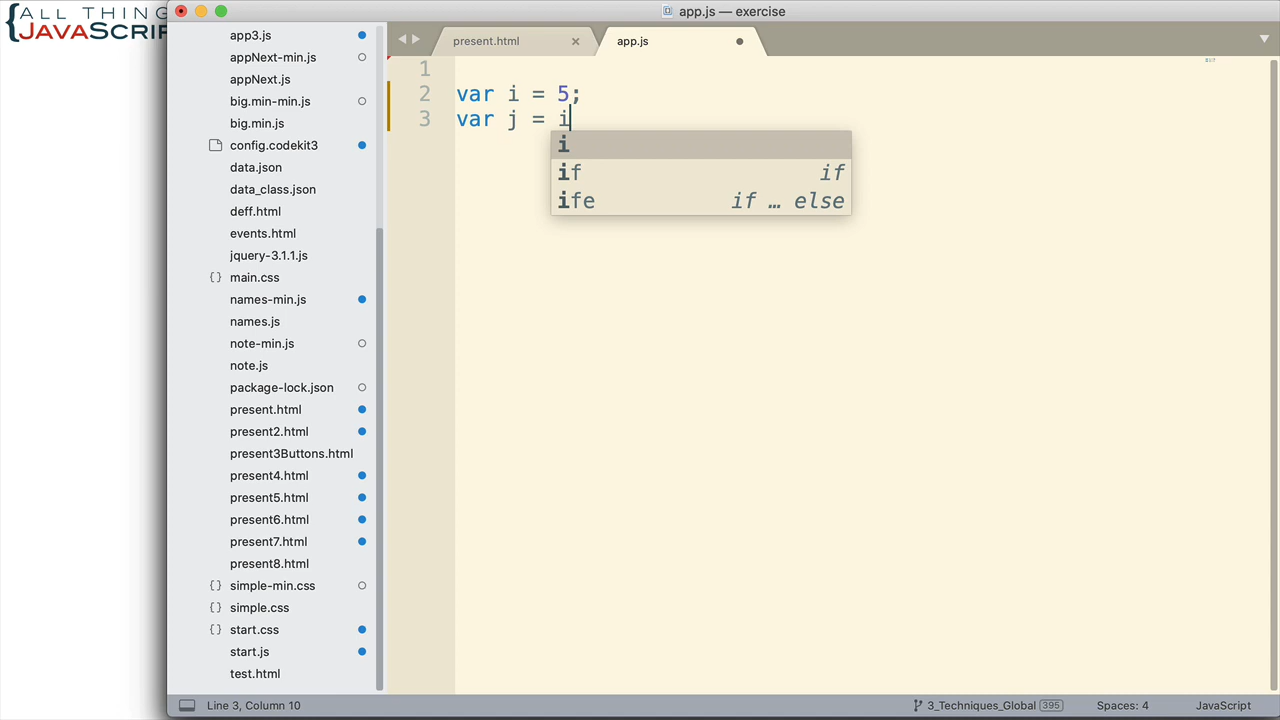 ALL THIN
JAVASCRIP
app.js — exercise
present.html
app.js
app3.js
appNext-min.js
appNext.js
big.min-min.js
big.min.js
config.codekit3
data.json
data_class.json
deff.html
events.html
jquery-3.1.1.js
{} main.css
names-min.js
names.js
note-min.js
note.js
package-lock.json
present.html
present2.html
present3Buttons.html
present4.html
present5.html
present6.html
present7.html
present8.html
{} simple-min.css
{} simple.css
{} start.css
start.js
test.html
1
2 var i = 5;
3 var j = i
i
if if
ife if … else
Line 3, Column 10
3_Techniques_Global 395
Spaces: 4
JavaScript